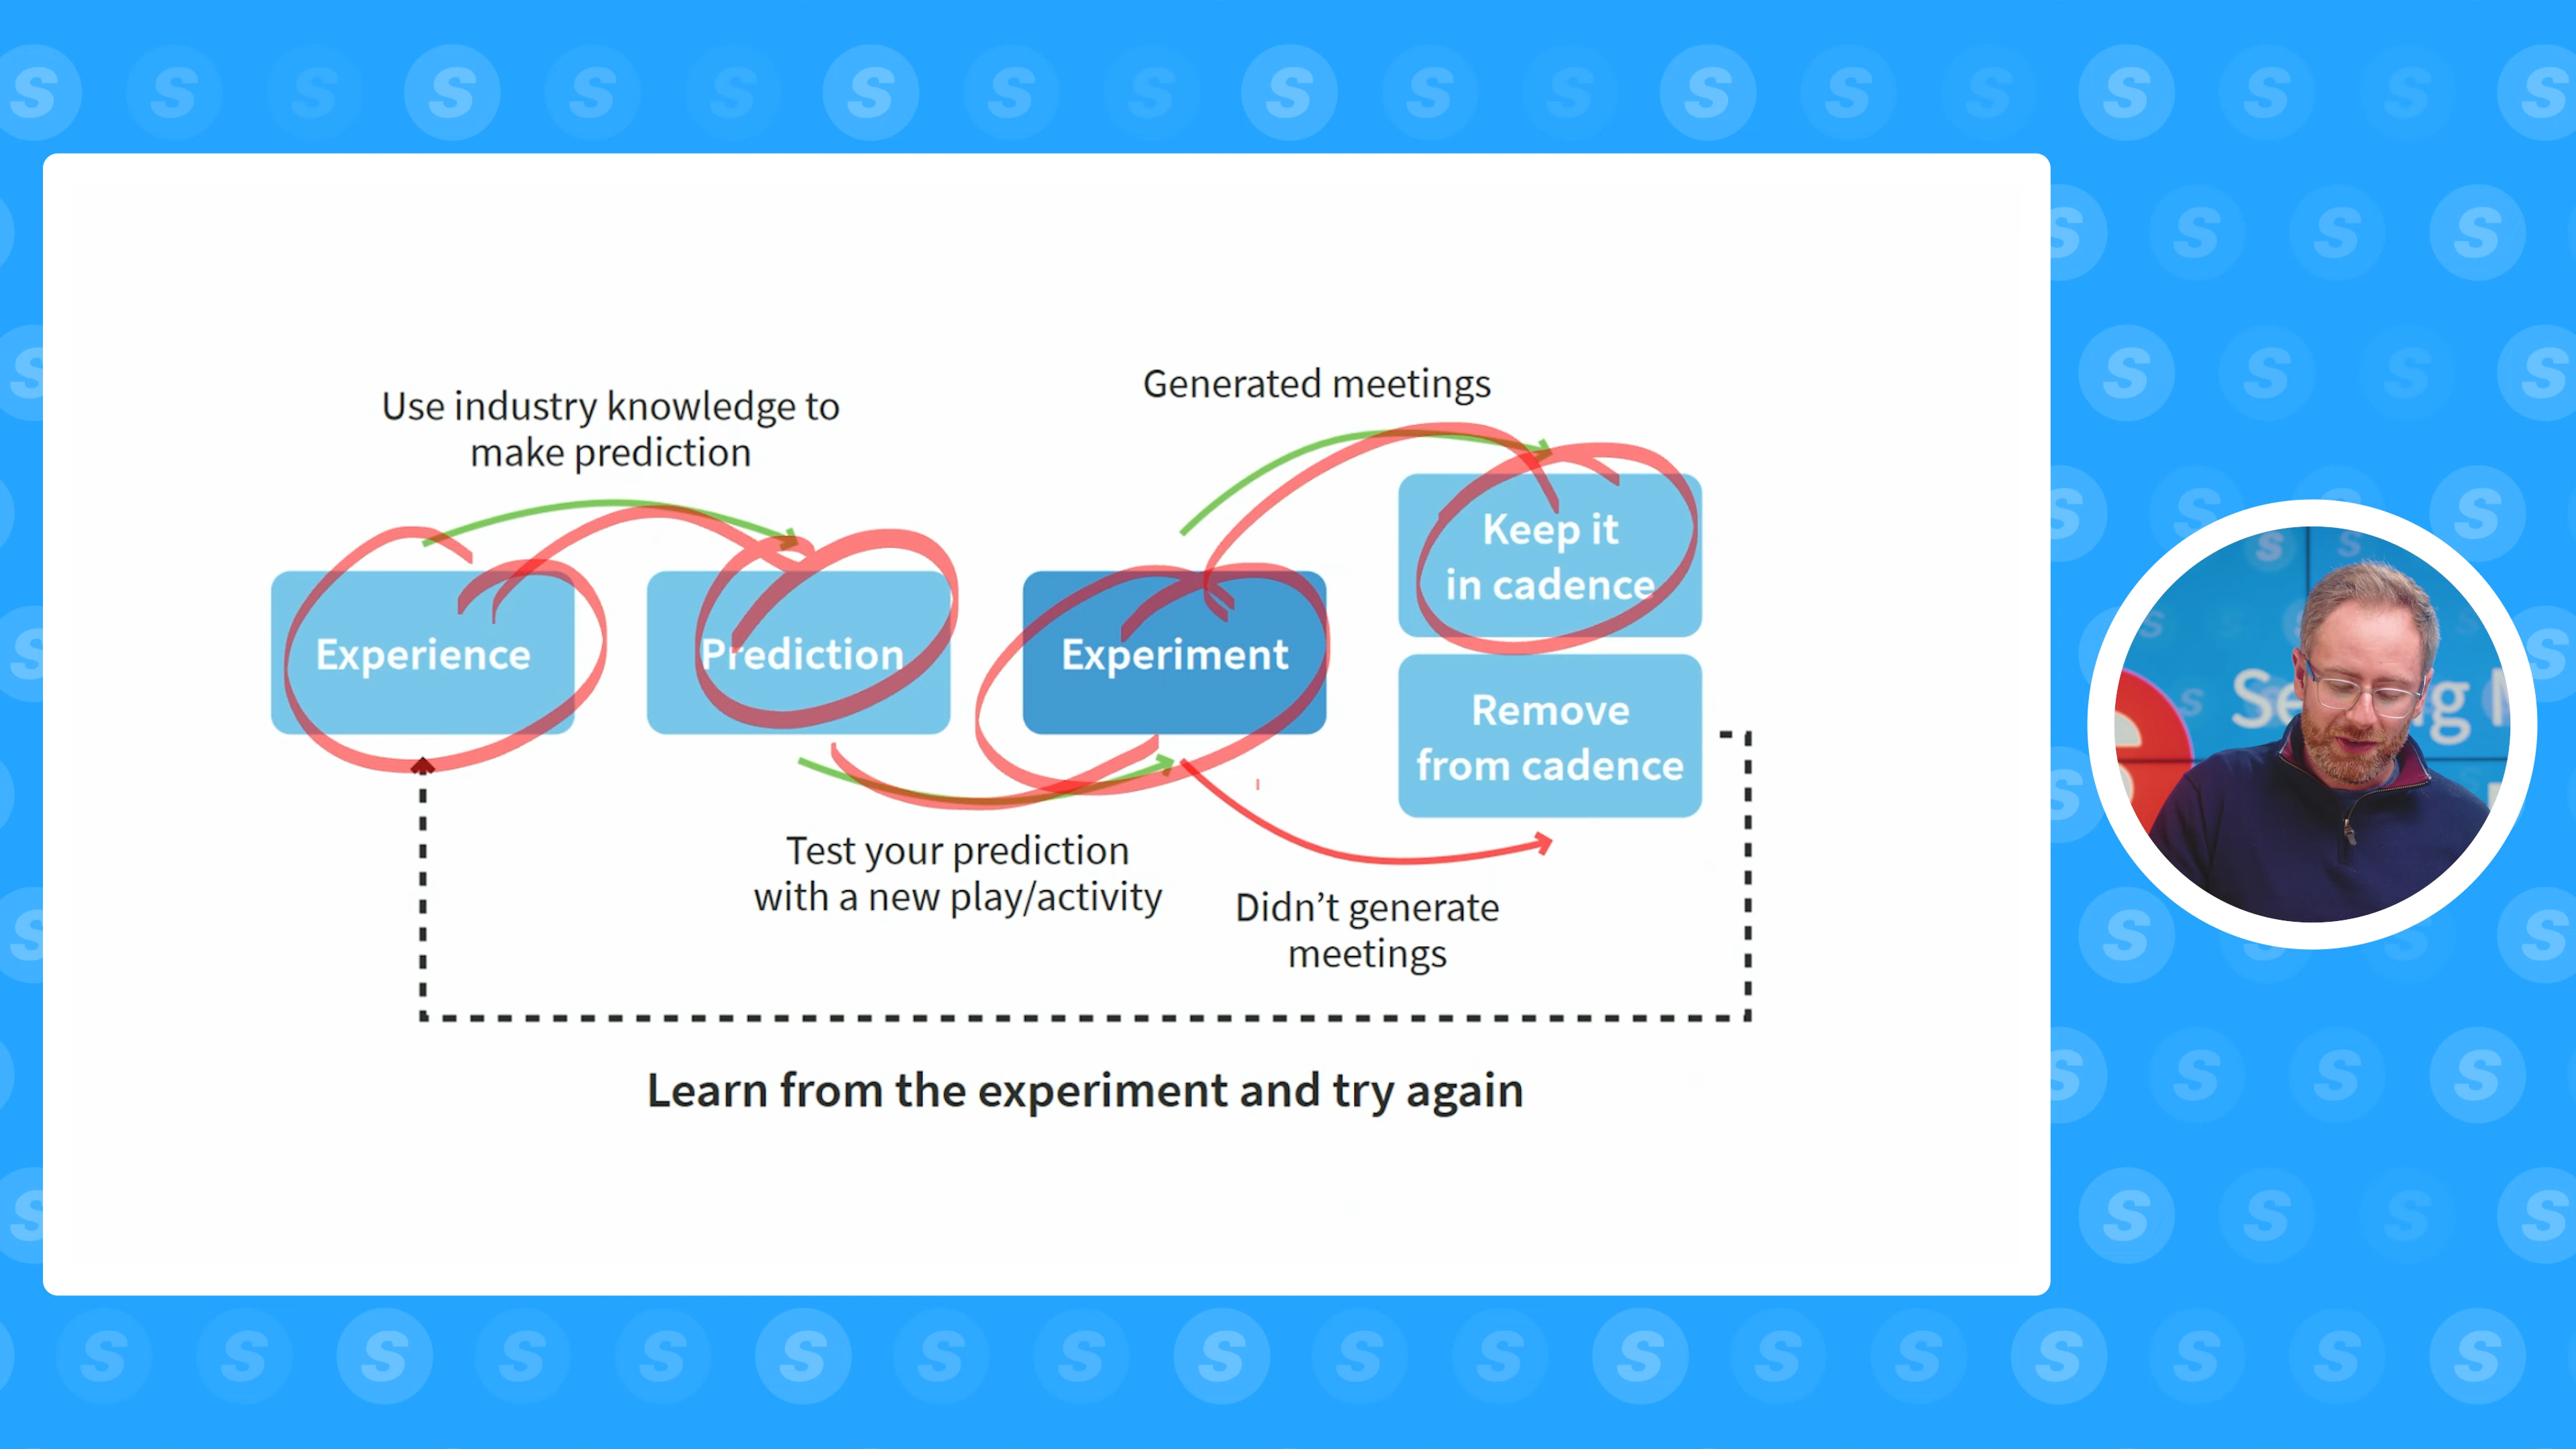 Use industry knowledge to
make prediction
Generated meetings
Experience
Prediction
Experiment
Keep it
in cadence
Remove
from cadence
Test your prediction
with a new play/activity
Didn't generate
meetings
Learn from the experiment and try again